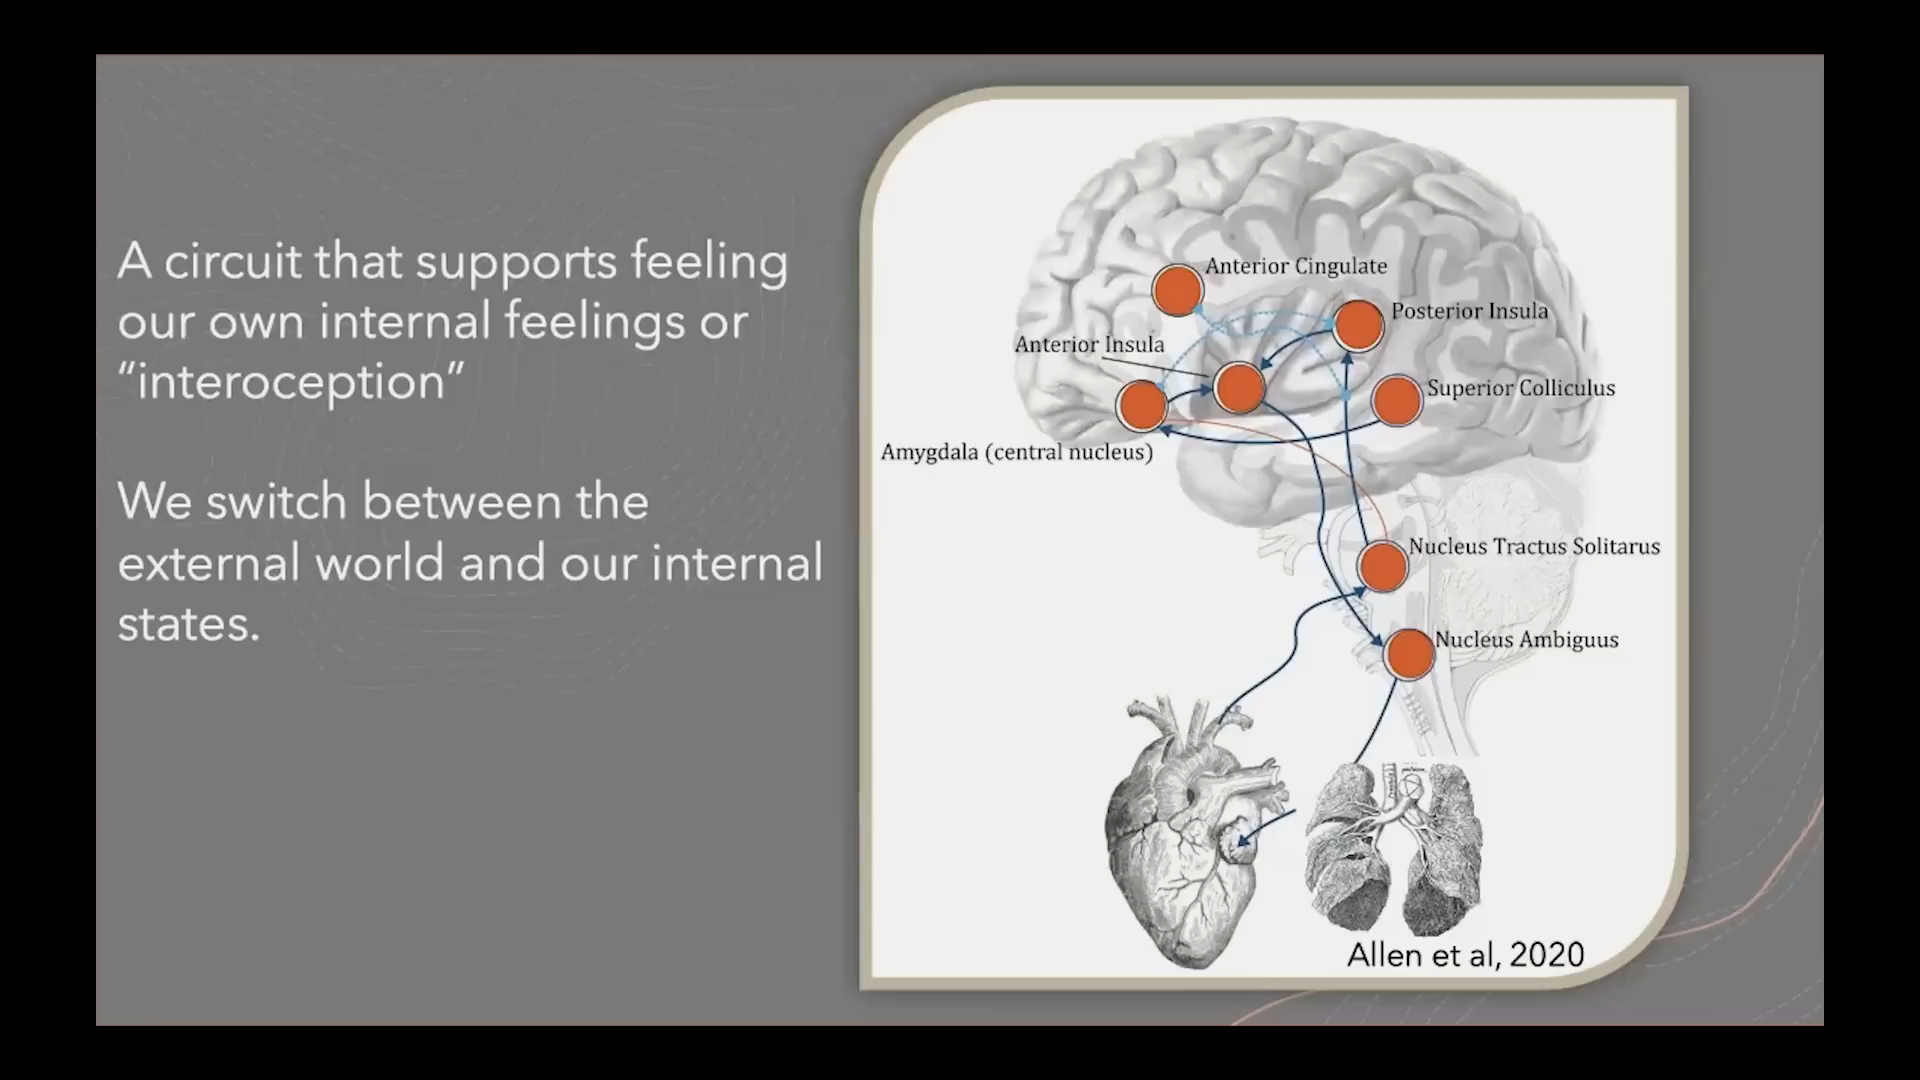 A circuit that supports feeling
our own internal feelings or
“interoception”
We switch between the
external world and our internal
states.
Anterior Cingulate
Posterior Insula
Anterior Insula
Superior Colliculus
Amygdala (central nucleus)
Nucleus Tractus Solitarus
Nucleus Ambiguus
Allen et al, 2020